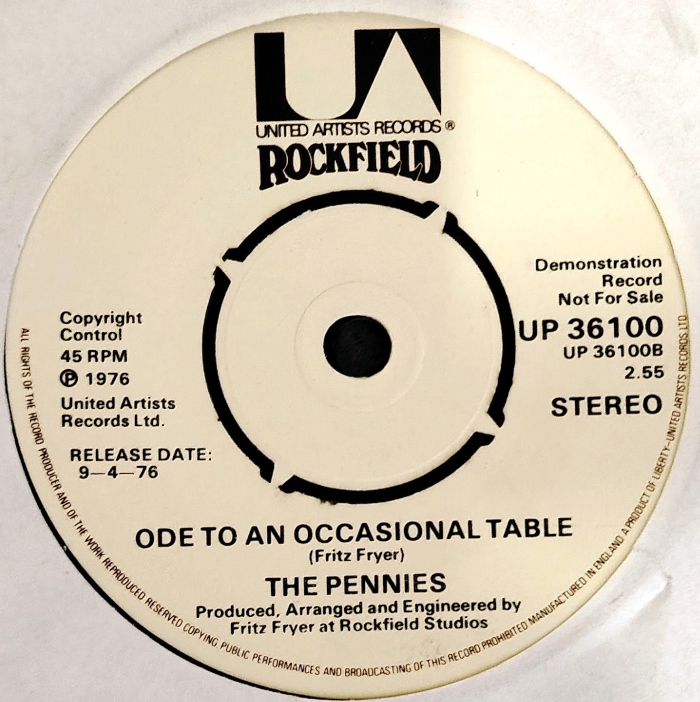 UA
UNITED ARTISTS RECORDS ®
ROCKFIELD
Demonstration
Record
Not For Sale
UP 36100
UP 36100B
2.55
STEREO
Copyright
Control
45 RPM
Ⓟ 1976
United Artists
Records Ltd.
RELEASE DATE:
9–4–76
ODE TO AN OCCASIONAL TABLE
(Fritz Fryer)
THE PENNIES
Produced, Arranged and Engineered by
Fritz Fryer at Rockfield Studios
ALL RIGHTS OF THE RECORD PRODUCER AND OF THE WORK REPRODUCED RESERVED COPYING PUBLIC PERFORMANCES AND BROADCASTING OF THIS RECORD PROHIBITED MANUFACTURED IN ENGLAND A PRODUCT OF LIBERTY–UNITED ARTISTS RECORDS LTD.